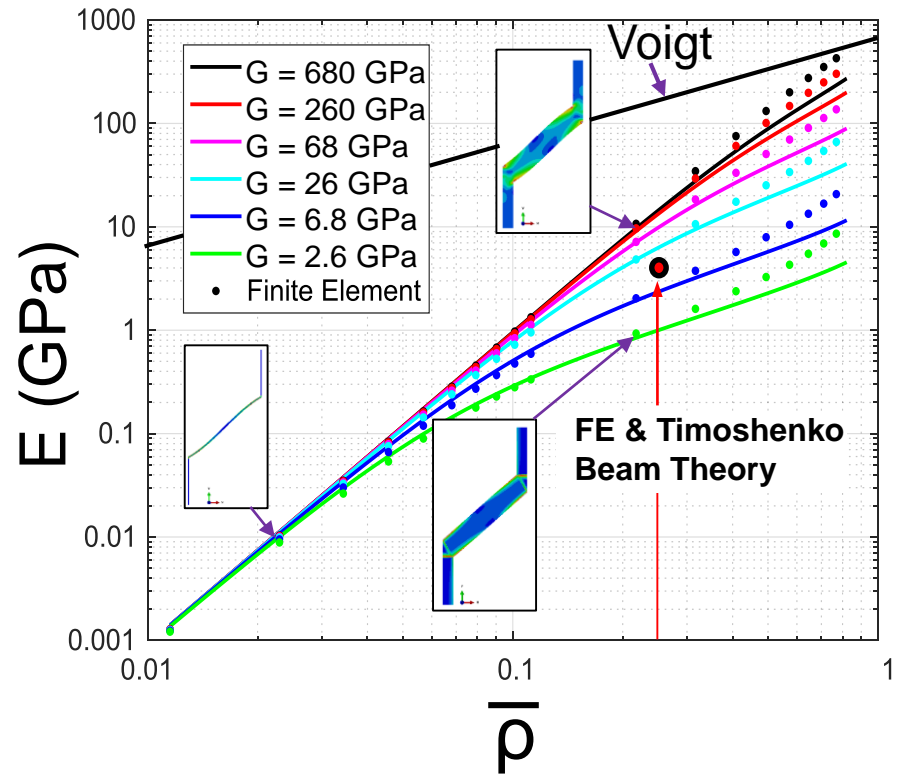 1000
100
10
1
0.1
0.01
0.001
E (GPa)
Voigt
G = 680 GPa
G = 260 GPa
G = 68 GPa
G = 26 GPa
G = 6.8 GPa
G = 2.6 GPa
Finite Element
FE & Timoshenko
Beam Theory
0.01
0.1
1
ρ̅